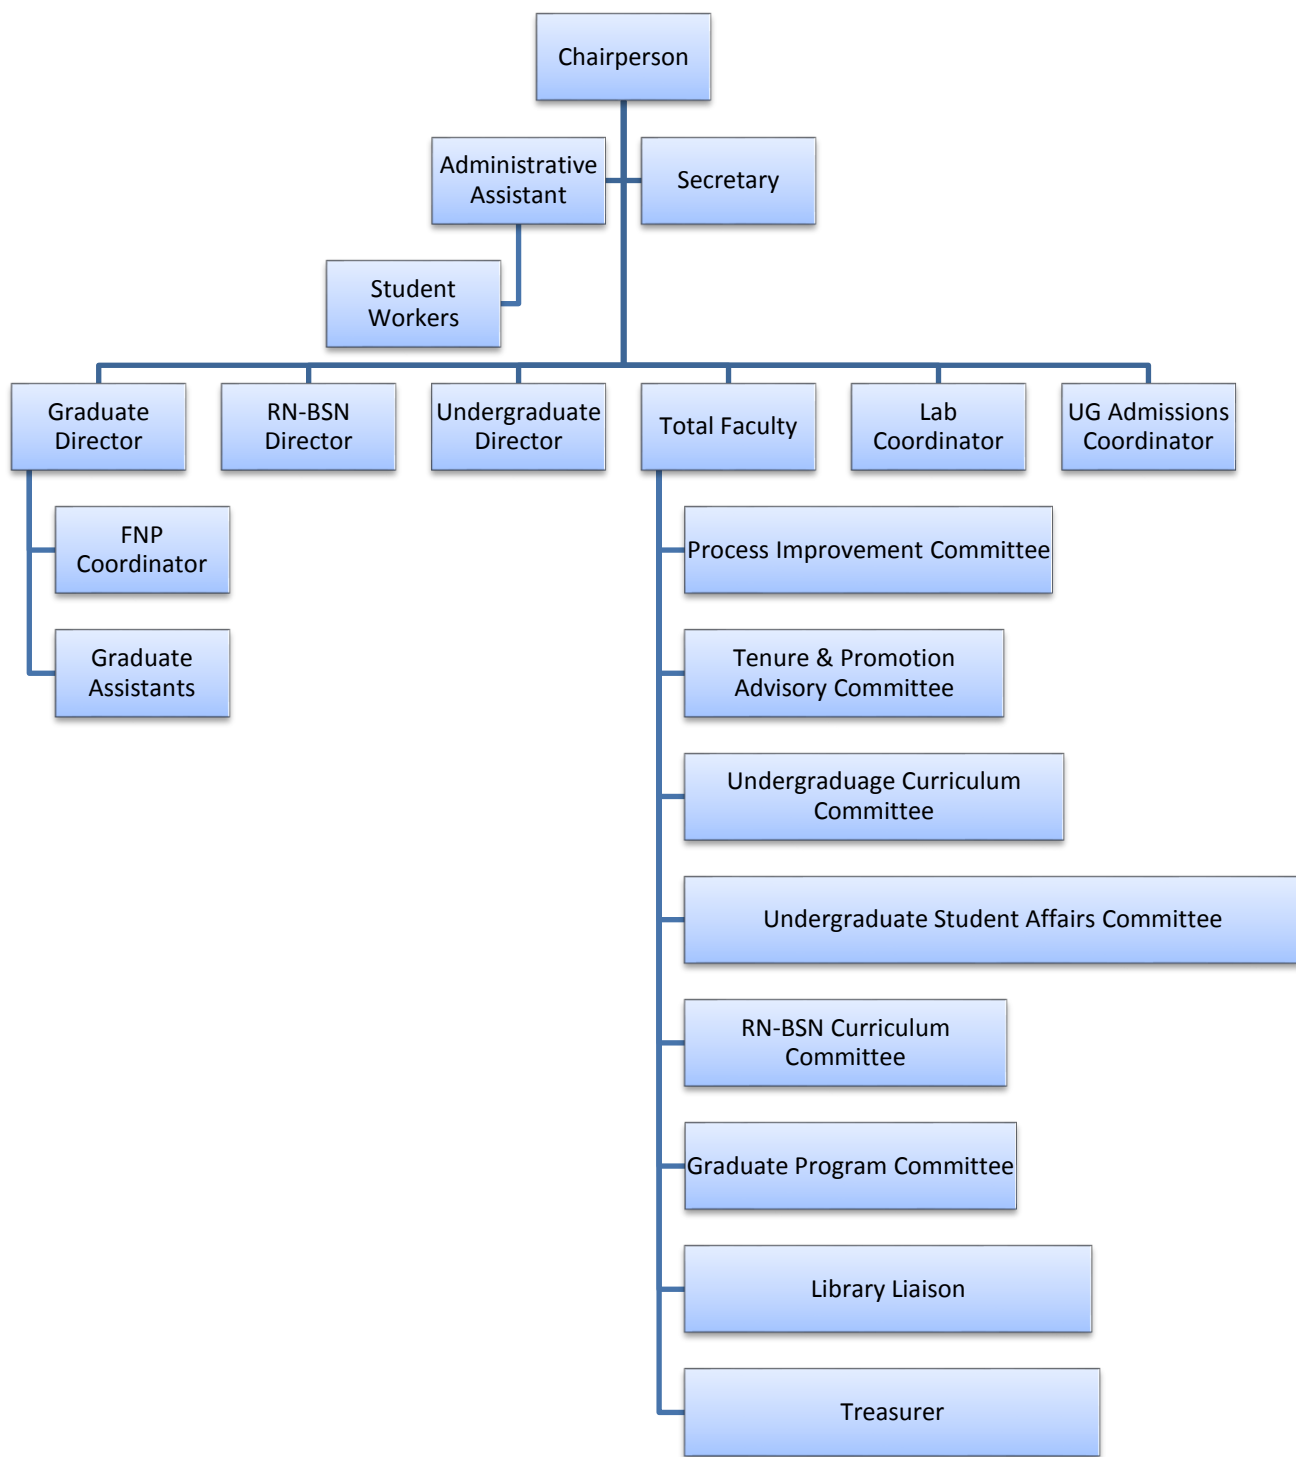 Chairperson
Administrative
Assistant
Secretary
Student
Workers
Graduate
Director
RN-BSN
Director
Undergraduate
Director
Total Faculty
Lab
Coordinator
UG Admissions
Coordinator
FNP
Coordinator
Graduate
Assistants
Process Improvement Committee
Tenure & Promotion
Advisory Committee
Undergraduage Curriculum
Committee
Undergraduate Student Affairs Committee
RN-BSN Curriculum
Committee
Graduate Program Committee
Library Liaison
Treasurer